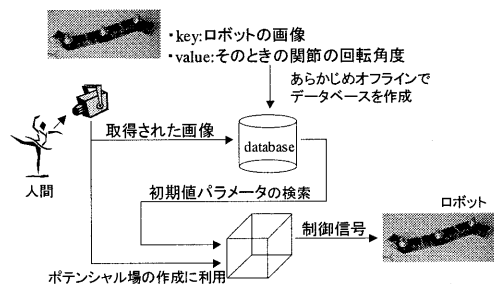 ・key:ロボットの画像
・value:そのときの関節の回転角度
あらかじめオフラインで
データベースを作成
取得された画像
database
人間
初期値パラメータの検索
ロボット
制御信号
ポテンシャル場の作成に利用